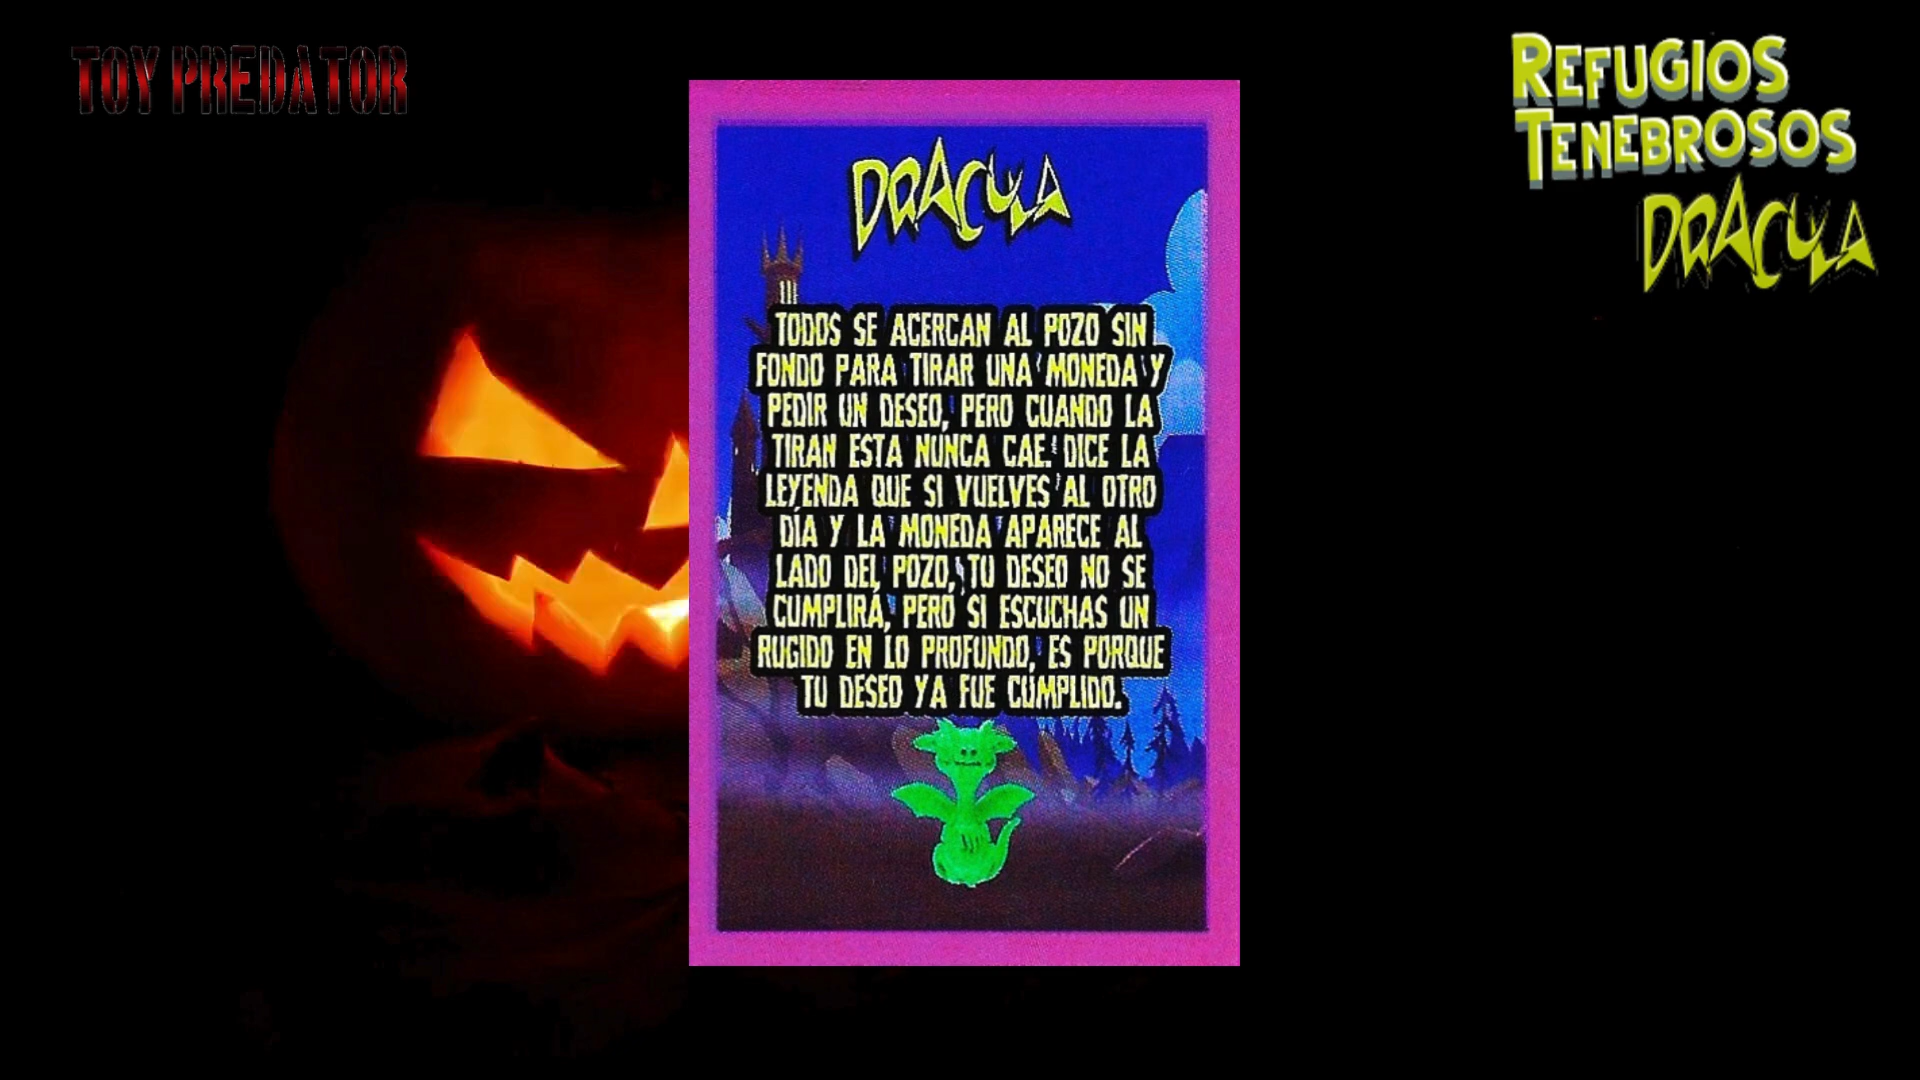 TOY PREDATOR
REFUGIOS
TENEBROSOS
DRACULA
DRACULA
TODOS SE ACERCAN AL POZO SIN
FONDO PARA TIRAR UNA MONEDA Y
PEDIR UN DESEO, PERO CUANDO LA
TIRAN ESTA NUNCA CAE. DICE LA
LEYENDA QUE SI VUELVES AL OTRO
DÍA Y LA MONEDA APARECE AL
LADO DEL POZO, TU DESEO NO SE
CUMPLIRÁ, PERO SI ESCUCHAS UN
RUGIDO EN LO PROFUNDO, ES PORQUE
TU DESEO YA FUE CUMPLIDO.